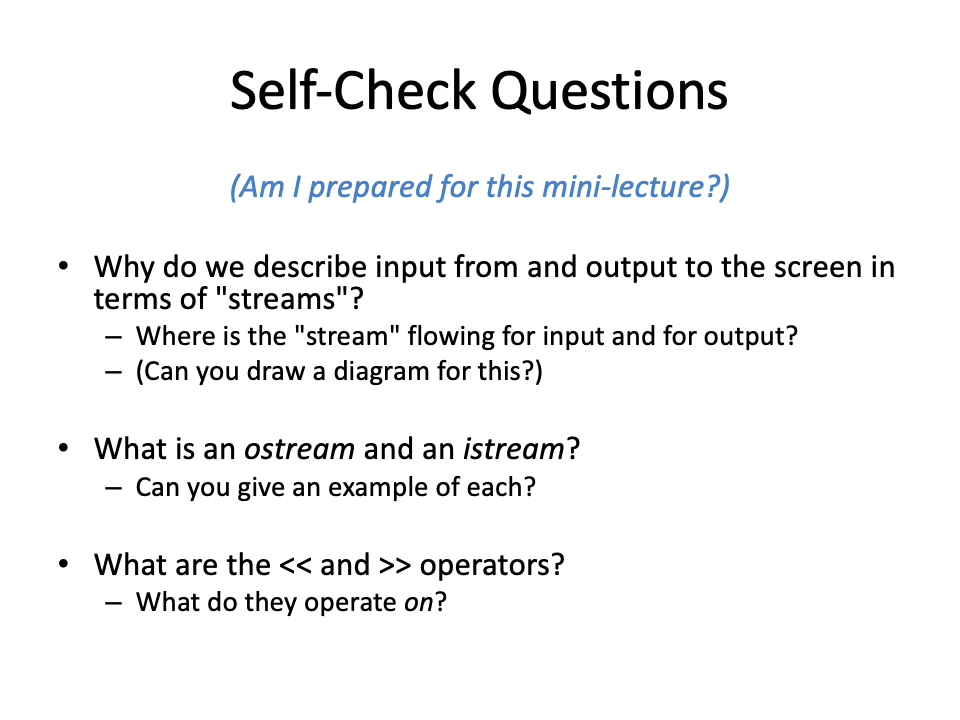 Self-Check Questions
(Am I prepared for this mini-lecture?)
• Why do we describe input from and output to the screen in
terms of "streams"?
– Where is the "stream" flowing for input and for output?
– (Can you draw a diagram for this?)
• What is an ostream and an istream?
– Can you give an example of each?
• What are the << and >> operators?
– What do they operate on?